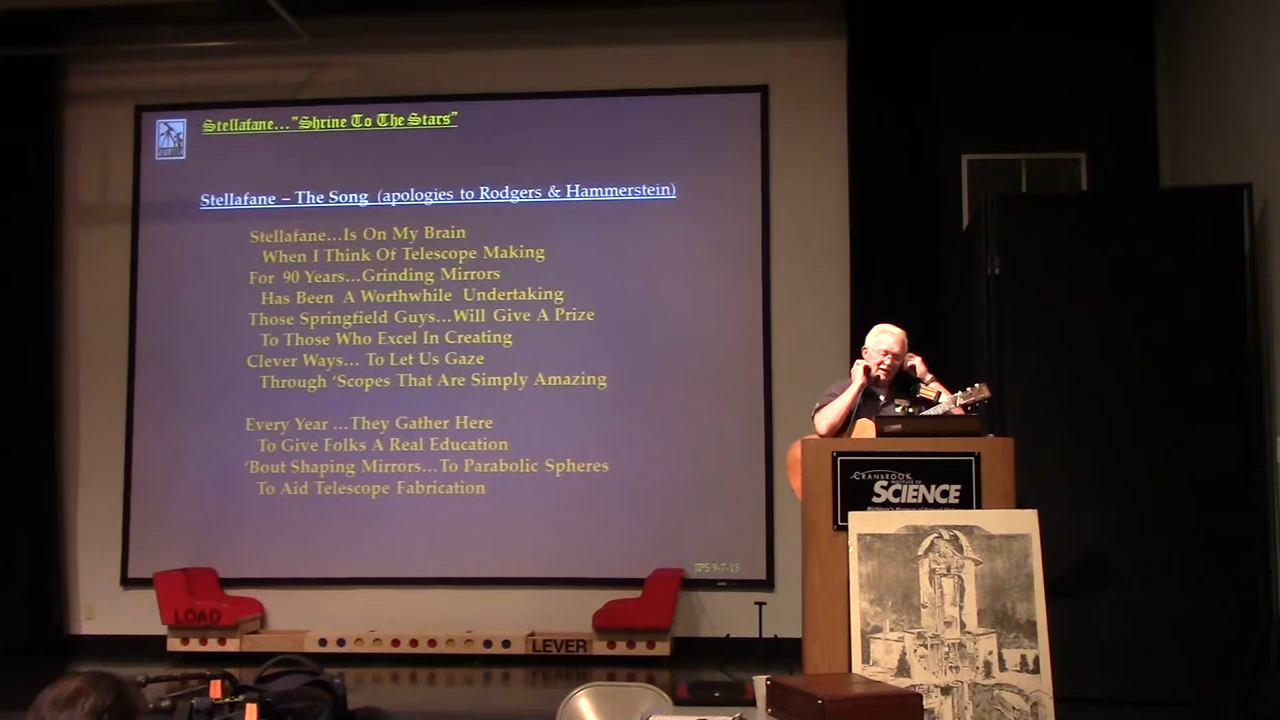 Stellafane..."Shrine To The Stars"
Stellafane – The Song (apologies to Rodgers & Hammerstein)
Stellafane...Is On My Brain
When I Think Of Telescope Making
For 90 Years...Grinding Mirrors
Has Been A Worthwhile Undertaking
Those Springfield Guys...Will Give A Prize
To Those Who Excel In Creating
Clever Ways... To Let Us Gaze
Through 'Scopes That Are Simply Amazing
Every Year ...They Gather Here
To Give Folks A Real Education
'Bout Shaping Mirrors...To Parabolic Spheres
To Aid Telescope Fabrication
JPS 9-7-15
LOAD
LEVER
CRANBROOK
INSTITUTE OF
SCIENCE